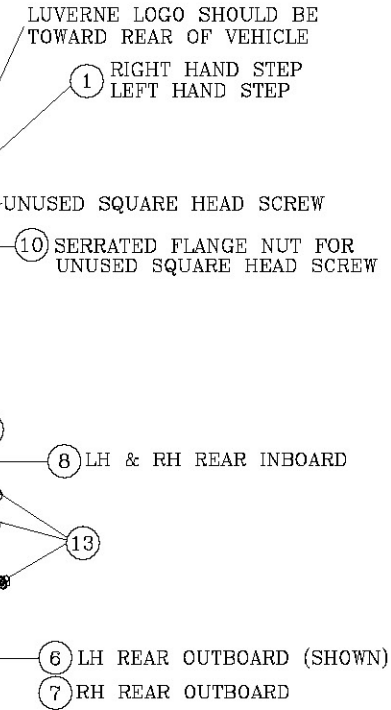 LUVERNE LOGO SHOULD BE
TOWARD REAR OF VEHICLE
1 RIGHT HAND STEP
LEFT HAND STEP
UNUSED SQUARE HEAD SCREW
10 SERRATED FLANGE NUT FOR
UNUSED SQUARE HEAD SCREW
8 LH & RH REAR INBOARD
13
6 LH REAR OUTBOARD (SHOWN)
7 RH REAR OUTBOARD